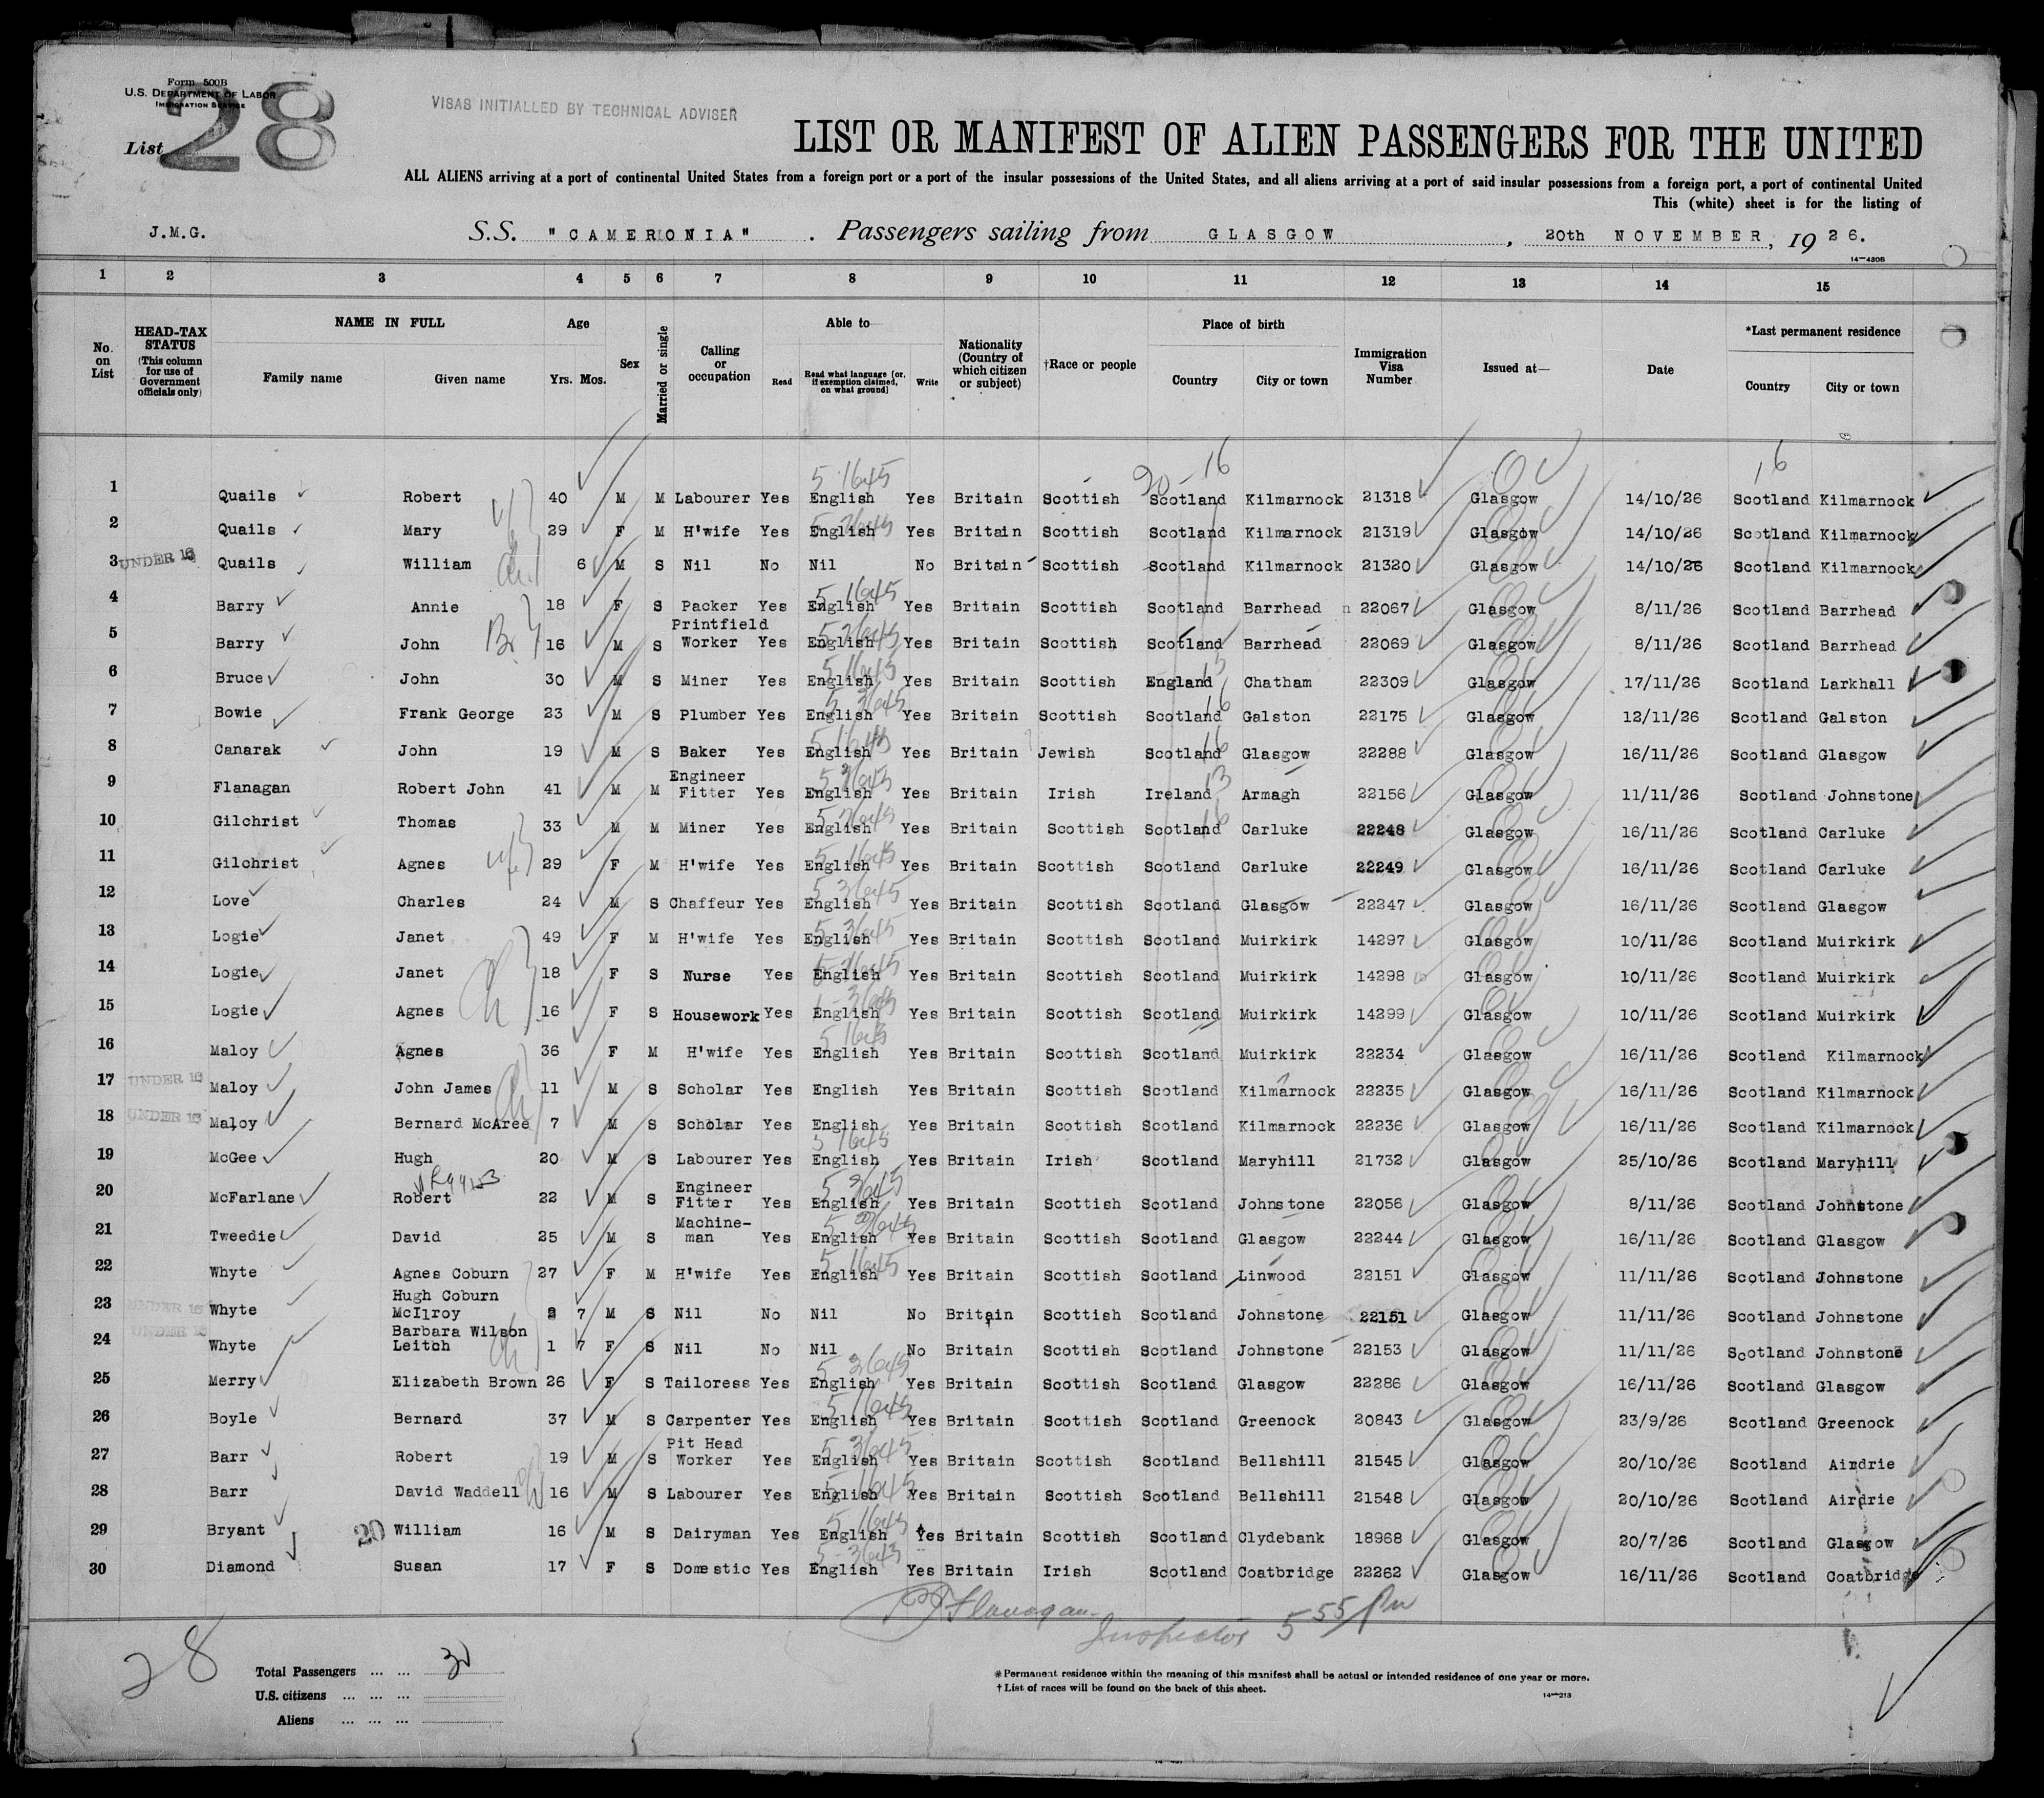 Form 500B
U.S. DEPARTMENT OF LABOR
IMMIGRATION SERVICE
List 28
VISAS INITIALLED BY TECHNICAL ADVISER
LIST OR MANIFEST OF ALIEN PASSENGERS FOR THE UNITED
ALL ALIENS arriving at a port of continental United States from a foreign port or a port of the insular possessions of the United States, and all aliens arriving at a port of said insular possessions from a foreign port, a port of continental United
This (white) sheet is for the listing of
J.M.G.
S.S. "CAMERONIA". Passengers sailing from GLASGOW, 20th NOVEMBER, 1926.
14—430B
1 2 3 4 5 6 7 8 9 10 11 12 13 14 15
No. on List
HEAD-TAX STATUS (This column for use of Government officials only)
NAME IN FULL
Family name Given name
Age
Yrs. Mos.
Sex
Married or single
Calling or occupation
Able to
Read Read what language [or, if exemption claimed, on what ground] Write
Nationality (Country of which citizen or subject)
†Race or people
Place of birth
Country City or town
Immigration Visa Number
Issued at—
Date
*Last permanent residence
Country City or town
1 Quails Robert 40 M M Labourer Yes English Yes Britain Scottish Scotland Kilmarnock 21318 Glasgow 14/10/26 Scotland Kilmarnock
2 Quails Mary 29 F M H'wife Yes English Yes Britain Scottish Scotland Kilmarnock 21319 Glasgow 14/10/26 Scotland Kilmarnock
3 UNDER 16 Quails William 6 M S Nil No Nil No Britain Scottish Scotland Kilmarnock 21320 Glasgow 14/10/26 Scotland Kilmarnock
4 Barry Annie 18 F S Packer Yes English Yes Britain Scottish Scotland Barrhead 22067 Glasgow 8/11/26 Scotland Barrhead
5 Barry John 16 M S Printfield Worker Yes English Yes Britain Scottish Scotland Barrhead 22069 Glasgow 8/11/26 Scotland Barrhead
6 Bruce John 30 M S Miner Yes English Yes Britain Scottish England Chatham 22309 Glasgow 17/11/26 Scotland Larkhall
7 Bowie Frank George 23 M S Plumber Yes English Yes Britain Scottish Scotland Galston 22175 Glasgow 12/11/26 Scotland Galston
8 Canarak John 19 M S Baker Yes English Yes Britain Jewish Scotland Glasgow 22288 Glasgow 16/11/26 Scotland Glasgow
9 Flanagan Robert John 41 M M Engineer Fitter Yes English Yes Britain Irish Ireland Armagh 22156 Glasgow 11/11/26 Scotland Johnstone
10 Gilchrist Thomas 33 M M Miner Yes English Yes Britain Scottish Scotland Carluke 22248 Glasgow 16/11/26 Scotland Carluke
11 Gilchrist Agnes 29 F M H'wife Yes English Yes Britain Scottish Scotland Carluke 22249 Glasgow 16/11/26 Scotland Carluke
12 Love Charles 24 M S Chaffeur Yes English Yes Britain Scottish Scotland Glasgow 22247 Glasgow 16/11/26 Scotland Glasgow
13 Logie Janet 49 F M H'wife Yes English Yes Britain Scottish Scotland Muirkirk 14297 Glasgow 10/11/26 Scotland Muirkirk
14 Logie Janet 18 F S Nurse Yes English Yes Britain Scottish Scotland Muirkirk 14298 Glasgow 10/11/26 Scotland Muirkirk
15 Logie Agnes 16 F S Housework Yes English Yes Britain Scottish Scotland Muirkirk 14299 Glasgow 10/11/26 Scotland Muirkirk
16 Maloy Agnes 36 F M H'wife Yes English Yes Britain Scottish Scotland Muirkirk 22234 Glasgow 16/11/26 Scotland Kilmarnock
17 UNDER 16 Maloy John James 11 M S Scholar Yes English Yes Britain Scottish Scotland Kilmarnock 22235 Glasgow 16/11/26 Scotland Kilmarnock
18 UNDER 16 Maloy Bernard McAree 7 M S Scholar Yes English Yes Britain Scottish Scotland Kilmarnock 22236 Glasgow 16/11/26 Scotland Kilmarnock
19 McGee Hugh 20 M S Labourer Yes English Yes Britain Irish Scotland Maryhill 21732 Glasgow 25/10/26 Scotland Maryhill
20 McFarlane Robert 22 M S Engineer Fitter Yes English Yes Britain Scottish Scotland Johnstone 22056 Glasgow 8/11/26 Scotland Johnstone
21 Tweedie David 25 M S Machine-man Yes English Yes Britain Scottish Scotland Glasgow 22244 Glasgow 16/11/26 Scotland Glasgow
22 Whyte Agnes Coburn 27 F M H'wife Yes English Yes Britain Scottish Scotland Linwood 22151 Glasgow 11/11/26 Scotland Johnstone
23 UNDER 16 Whyte Hugh Coburn McIlroy 2 7 M S Nil No Nil No Britain Scottish Scotland Johnstone 22151 Glasgow 11/11/26 Scotland Johnstone
24 UNDER 16 Whyte Barbara Wilson Leitch 1 7 F S Nil No Nil No Britain Scottish Scotland Johnstone 22153 Glasgow 11/11/26 Scotland Johnstone
25 Merry Elizabeth Brown 26 F S Tailoress Yes English Yes Britain Scottish Scotland Glasgow 22286 Glasgow 16/11/26 Scotland Glasgow
26 Boyle Bernard 37 M S Carpenter Yes English Yes Britain Scottish Scotland Greenock 20843 Glasgow 23/9/26 Scotland Greenock
27 Barr Robert 19 M S Pit Head Worker Yes English Yes Britain Scottish Scotland Bellshill 21545 Glasgow 20/10/26 Scotland Airdrie
28 Barr David Waddell 16 M S Labourer Yes English Yes Britain Scottish Scotland Bellshill 21548 Glasgow 20/10/26 Scotland Airdrie
29 Bryant 20 William 16 M S Dairyman Yes English Yes Britain Scottish Scotland Clydebank 18968 Glasgow 20/7/26 Scotland Glasgow
30 Diamond Susan 17 F S Domestic Yes English Yes Britain Irish Scotland Coatbridge 22262 Glasgow 16/11/26 Scotland Coatbridge
Flanagan
Inspector 5 55 Pm
28
Total Passengers ... ... 30
U.S. citizens ... ... ...
Aliens ... ... ...
*Permanent residence within the meaning of this manifest shall be actual or intended residence of one year or more.
†List of races will be found on the back of this sheet.
14—213